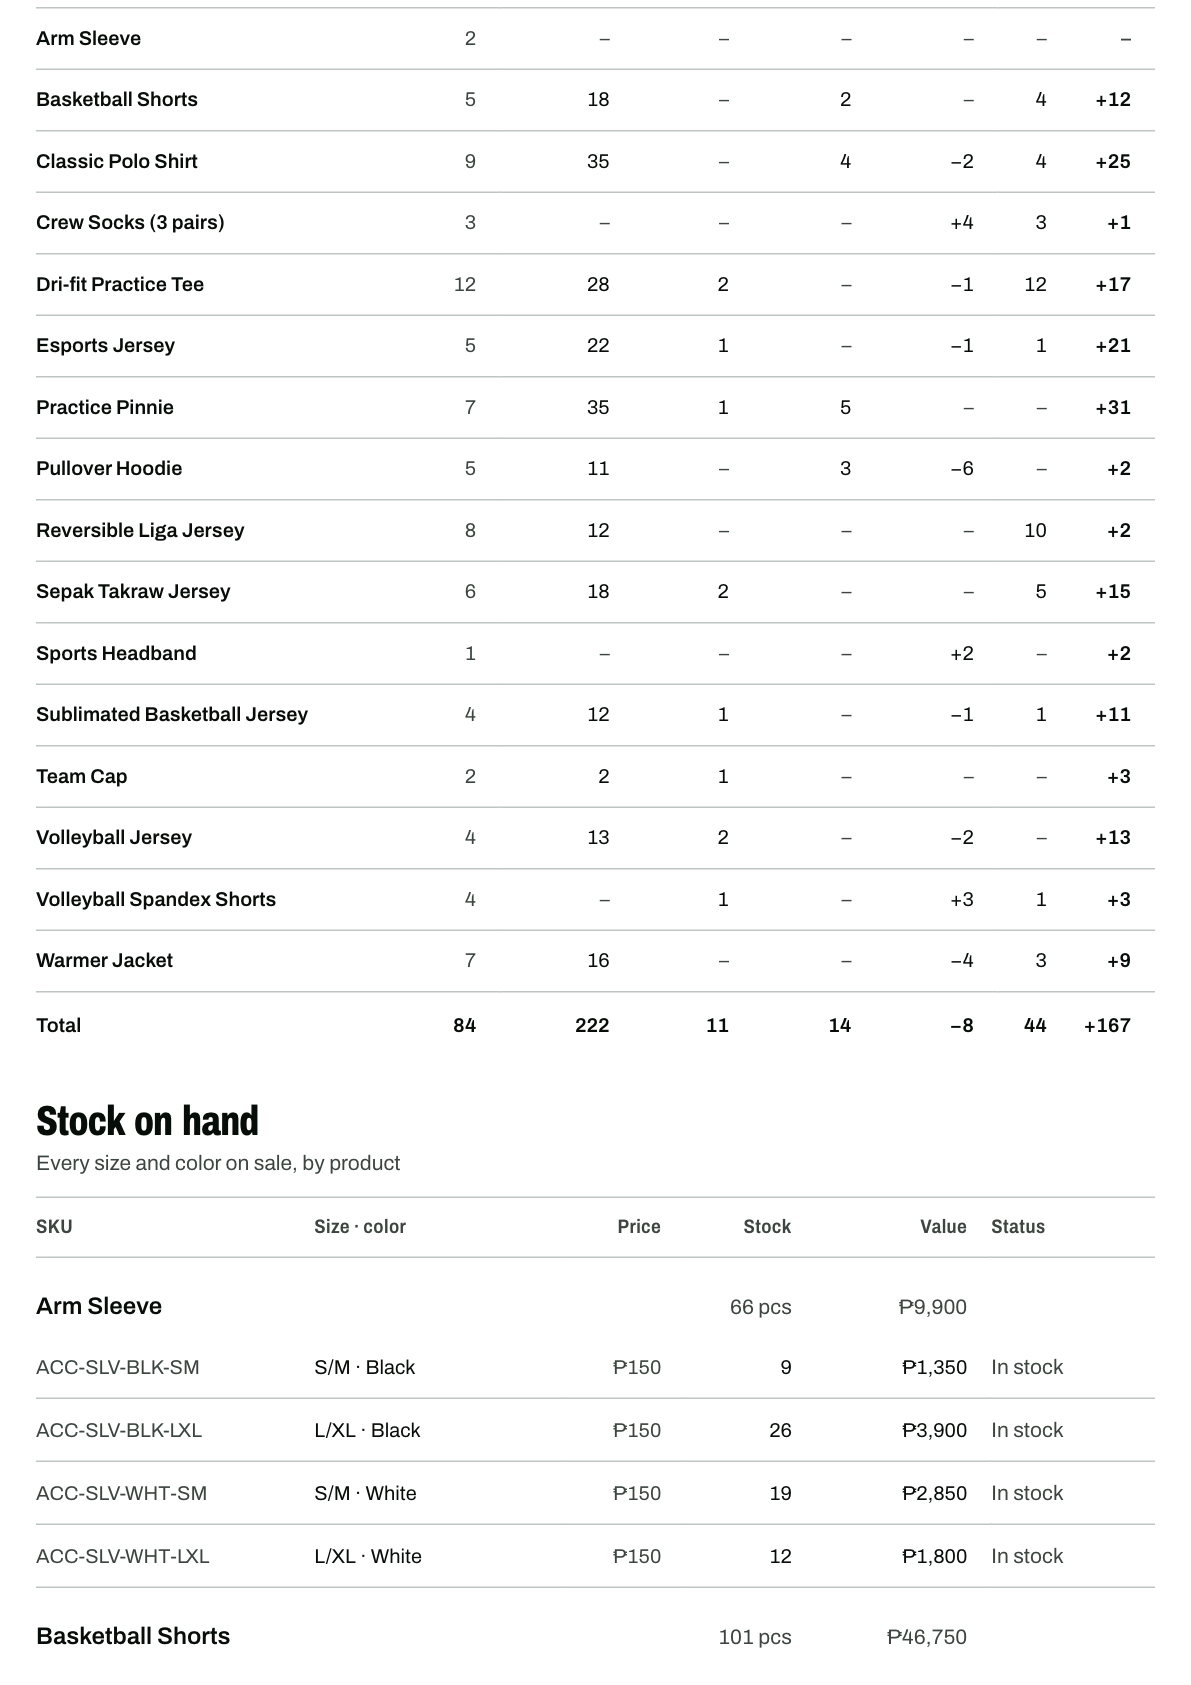 Arm Sleeve 2 – – – – – –
Basketball Shorts 5 18 – 2 – 4 +12
Classic Polo Shirt 9 35 – 4 −2 4 +25
Crew Socks (3 pairs) 3 – – – +4 3 +1
Dri-fit Practice Tee 12 28 2 – −1 12 +17
Esports Jersey 5 22 1 – −1 1 +21
Practice Pinnie 7 35 1 5 – – +31
Pullover Hoodie 5 11 – 3 −6 – +2
Reversible Liga Jersey 8 12 – – – 10 +2
Sepak Takraw Jersey 6 18 2 – – 5 +15
Sports Headband 1 – – – +2 – +2
Sublimated Basketball Jersey 4 12 1 – −1 1 +11
Team Cap 2 2 1 – – – +3
Volleyball Jersey 4 13 2 – −2 – +13
Volleyball Spandex Shorts 4 – 1 – +3 1 +3
Warmer Jacket 7 16 – – −4 3 +9
Total 84 222 11 14 −8 44 +167
Stock on hand
Every size and color on sale, by product
SKU Size · color Price Stock Value Status
Arm Sleeve 66 pcs ₱9,900
ACC-SLV-BLK-SM S/M · Black ₱150 9 ₱1,350 In stock
ACC-SLV-BLK-LXL L/XL · Black ₱150 26 ₱3,900 In stock
ACC-SLV-WHT-SM S/M · White ₱150 19 ₱2,850 In stock
ACC-SLV-WHT-LXL L/XL · White ₱150 12 ₱1,800 In stock
Basketball Shorts 101 pcs ₱46,750